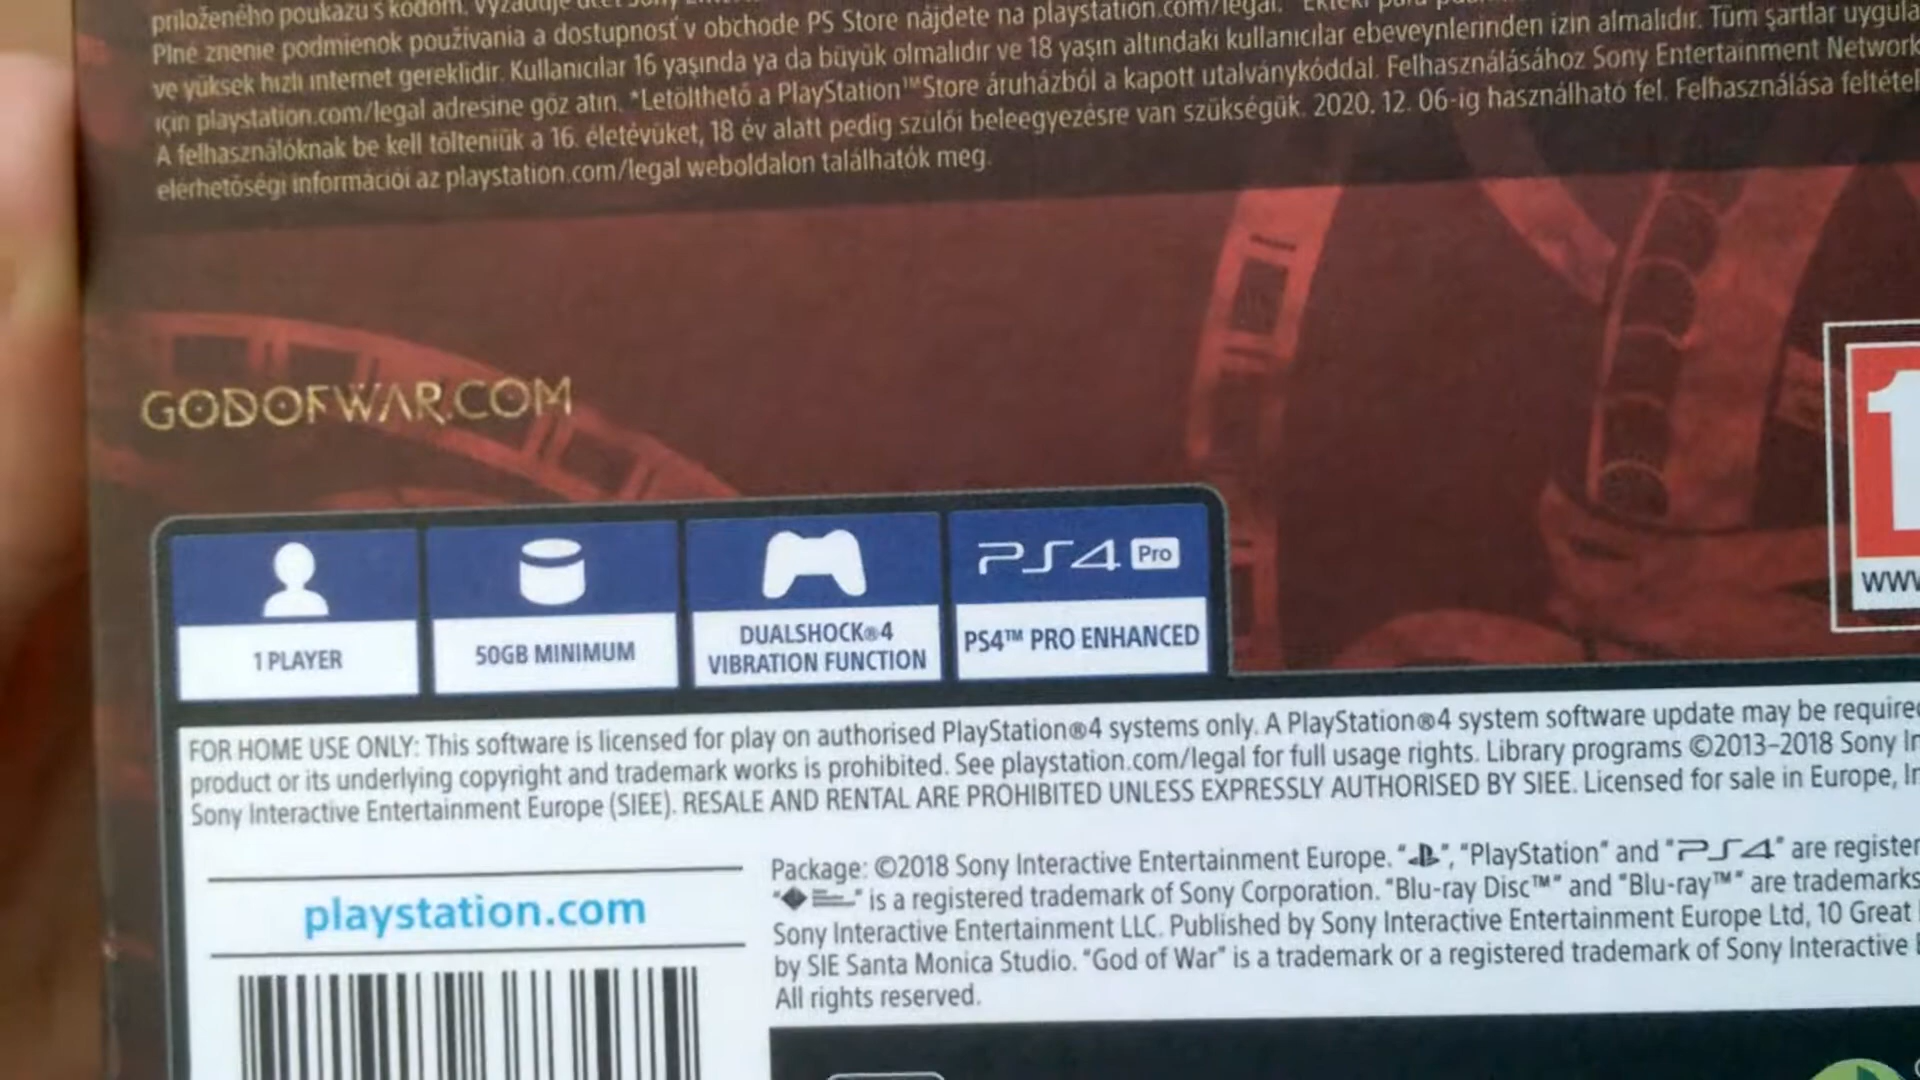 priloženého poukazu s kódom. Vyžaduje účet Sony
Plné znenie podmienok používania a dostupnosť v obchode PS Store nájdete na playstation.com/legal.
ve yüksek hızlı internet gereklidir. Kullanıcılar 16 yaşında ya da büyük olmalıdır ve 18 yaşın altındaki kullanıcılar ebeveynlerinden izin almalıdır. Tüm şartlar
için playstation.com/legal adresine göz atın. *Letölthető a PlayStation™Store áruházból a kapott utalványkóddal. Felhasználásához Sony Entertainment Network
A felhasználóknak be kell tölteniük a 16. életévüket, 18 év alatt pedig szülői beleegyezésre van szükségük. 2020. 12. 06-ig használható fel. Felhasználása
elérhetőségi információi az playstation.com/legal weboldalon találhatók meg.
GODOFWAR.COM
PS4 Pro
1 PLAYER
50GB MINIMUM
DUALSHOCK®4
VIBRATION FUNCTION
PS4™ PRO ENHANCED
1
WWW
FOR HOME USE ONLY: This software is licensed for play on authorised PlayStation®4 systems only. A PlayStation®4 system software update may be required
product or its underlying copyright and trademark works is prohibited. See playstation.com/legal for full usage rights. Library programs ©2013–2018 Sony
Sony Interactive Entertainment Europe (SIEE). RESALE AND RENTAL ARE PROHIBITED UNLESS EXPRESSLY AUTHORISED BY SIEE. Licensed for sale in Europe,
playstation.com
Package: ©2018 Sony Interactive Entertainment Europe. "PS", "PlayStation" and "PS4" are
" " is a registered trademark of Sony Corporation. "Blu-ray Disc™" and "Blu-ray™" are trademarks
Sony Interactive Entertainment LLC. Published by Sony Interactive Entertainment Europe Ltd, 10 Great
by SIE Santa Monica Studio. "God of War" is a trademark or a registered trademark of Sony Interactive
All rights reserved.